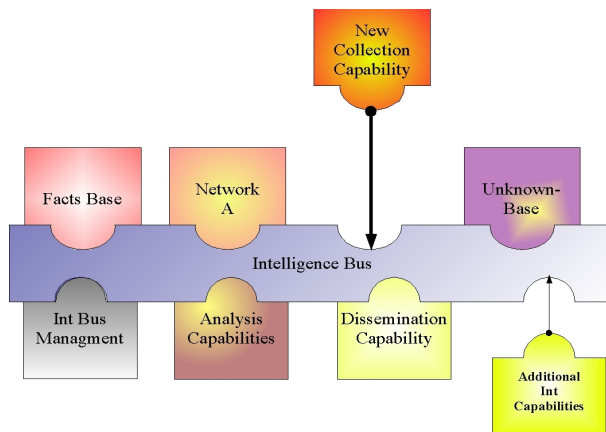 New
Collection
Capability
Facts Base
Network
A
Unknown-
Base
Intelligence Bus
Int Bus
Managment
Analysis
Capabilities
Dissemination
Capability
Additional
Int
Capabilities